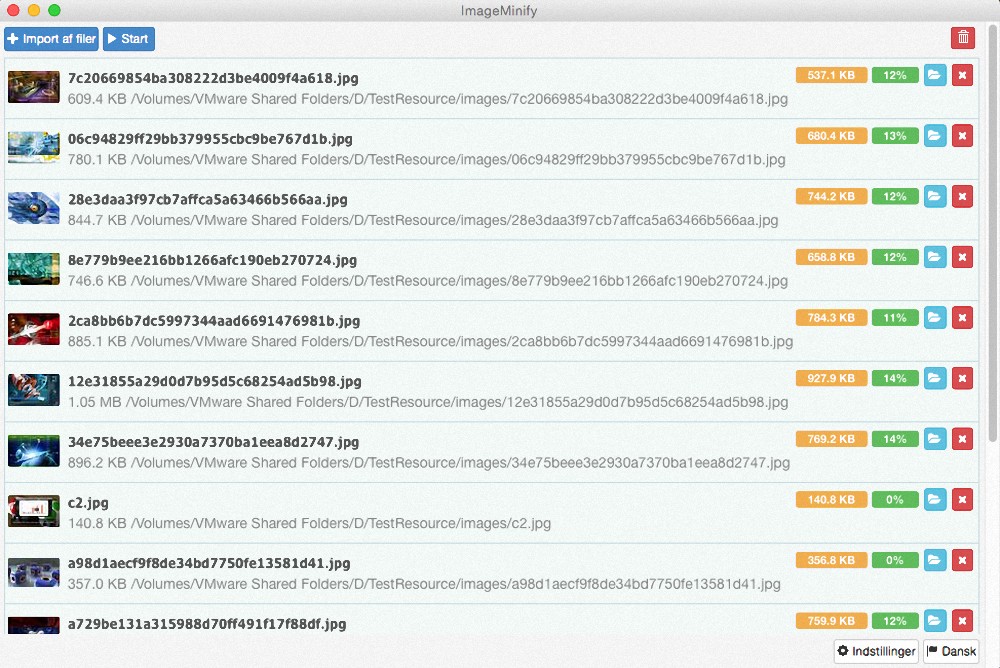 ImageMinify
Import af filer Start
7c20669854ba308222d3be4009f4a618.jpg 537.1 KB 12%
609.4 KB /Volumes/VMware Shared Folders/D/TestResource/images/7c20669854ba308222d3be4009f4a618.jpg
06c94829ff29bb379955cbc9be767d1b.jpg 680.4 KB 13%
780.1 KB /Volumes/VMware Shared Folders/D/TestResource/images/06c94829ff29bb379955cbc9be767d1b.jpg
28e3daa3f97cb7affca5a63466b566aa.jpg 744.2 KB 12%
844.7 KB /Volumes/VMware Shared Folders/D/TestResource/images/28e3daa3f97cb7affca5a63466b566aa.jpg
8e779b9ee216bb1266afc190eb270724.jpg 658.8 KB 12%
746.6 KB /Volumes/VMware Shared Folders/D/TestResource/images/8e779b9ee216bb1266afc190eb270724.jpg
2ca8bb6b7dc5997344aad6691476981b.jpg 784.3 KB 11%
885.1 KB /Volumes/VMware Shared Folders/D/TestResource/images/2ca8bb6b7dc5997344aad6691476981b.jpg
12e31855a29d0d7b95d5c68254ad5b98.jpg 927.9 KB 14%
1.05 MB /Volumes/VMware Shared Folders/D/TestResource/images/12e31855a29d0d7b95d5c68254ad5b98.jpg
34e75beee3e2930a7370ba1eea8d2747.jpg 769.2 KB 14%
896.2 KB /Volumes/VMware Shared Folders/D/TestResource/images/34e75beee3e2930a7370ba1eea8d2747.jpg
c2.jpg 140.8 KB 0%
140.8 KB /Volumes/VMware Shared Folders/D/TestResource/images/c2.jpg
a98d1aecf9f8de34bd7750fe13581d41.jpg 356.8 KB 0%
357.0 KB /Volumes/VMware Shared Folders/D/TestResource/images/a98d1aecf9f8de34bd7750fe13581d41.jpg
a729be131a315988d70ff491f17f88df.jpg 759.9 KB 12%
Indstillinger Dansk